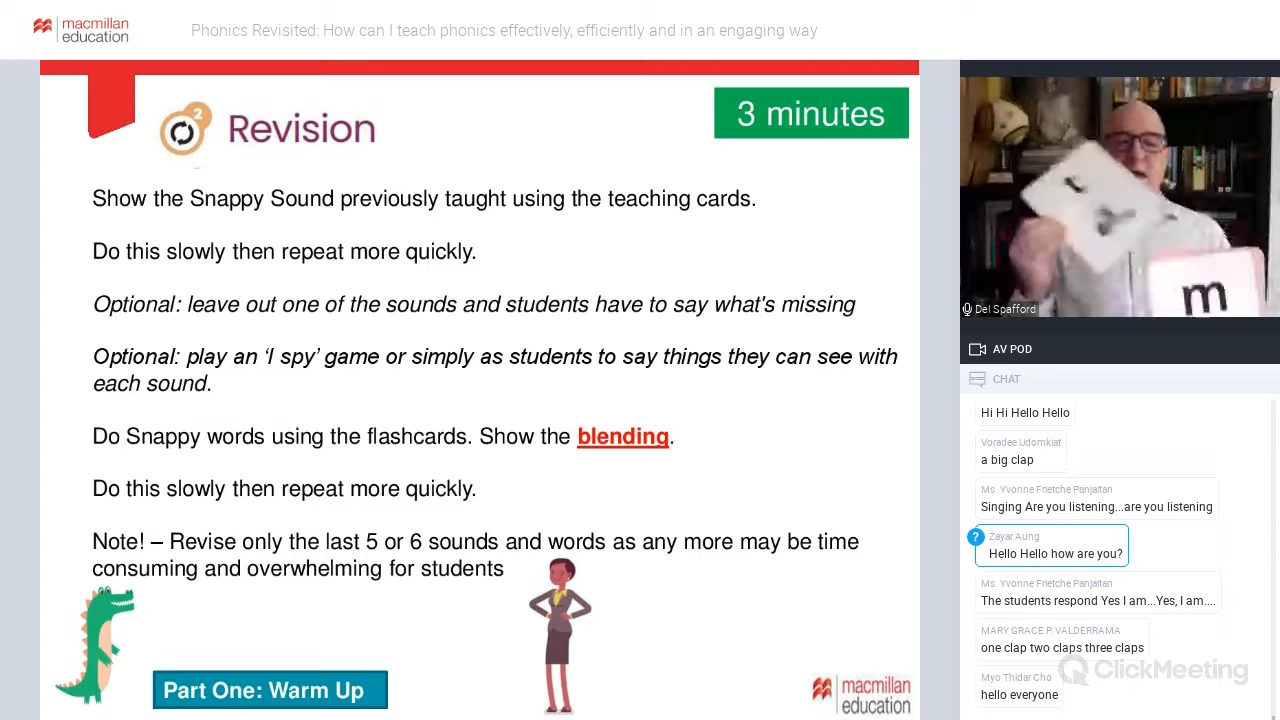 macmillan
education
Phonics Revisited: How can I teach phonics effectively, efficiently and in an engaging way
2
Revision
3 minutes
Show the Snappy Sound previously taught using the teaching cards.
Do this slowly then repeat more quickly.
Optional: leave out one of the sounds and students have to say what's missing
Optional: play an ‘I spy’ game or simply as students to say things they can see with
each sound.
Do Snappy words using the flashcards. Show the blending.
Do this slowly then repeat more quickly.
Note! – Revise only the last 5 or 6 sounds and words as any more may be time
consuming and overwhelming for students
Part One: Warm Up
macmillan
education
m
Del Spafford
AV POD
CHAT
Hi Hi Hello Hello
Voradee Udomkiat
a big clap
Ms. Yvonne Frietche Panjaitan
Singing Are you listening...are you listening
?
Zayar Aung
Hello Hello how are you?
Ms. Yvonne Frietche Panjaitan
The students respond Yes I am...Yes, I am....
MARY GRACE P. VALDERRAMA
one clap two claps three claps
Myo Thidar Cho
hello everyone
ClickMeeting